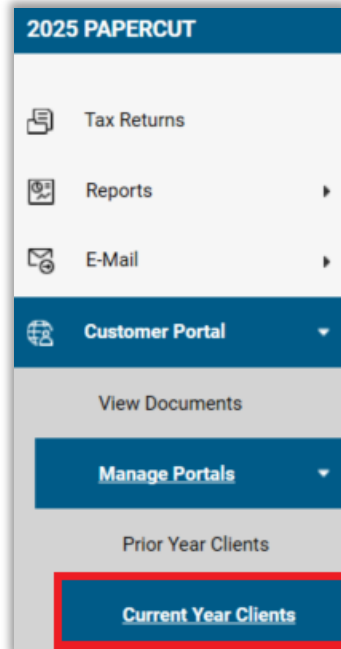 2025 PAPERCUT
Tax Returns
Reports
E-Mail
Customer Portal
View Documents
Manage Portals
Prior Year Clients
Current Year Clients